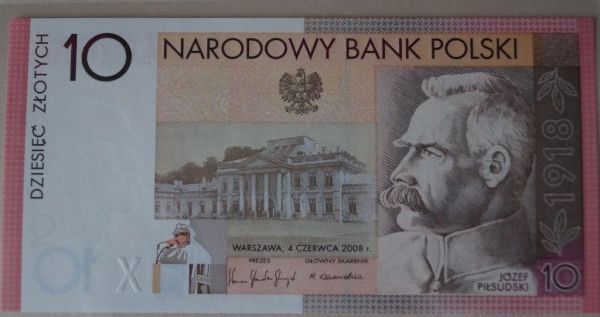 10
NARODOWY BANK POLSKI
DZIESIĘĆ ZŁOTYCH
1918
WARSZAWA, 4 CZERWCA 2008 r.
PREZES
GŁÓWNY SKARBNIK
X
JÓZEF
PIŁSUDSKI
10